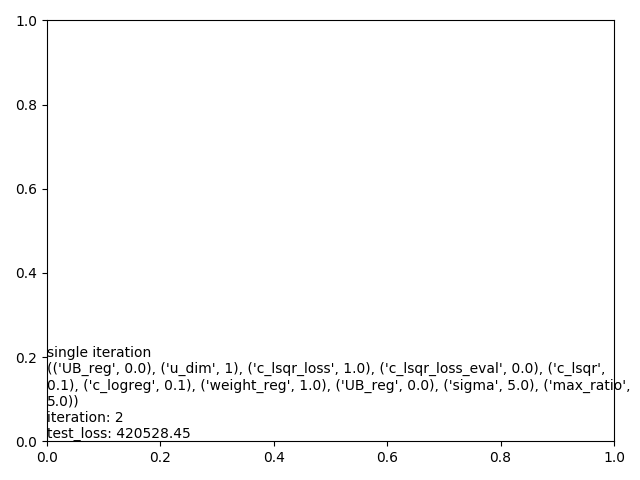 1.0
0.8
0.6
0.4
0.2
0.0
single iteration
(('UB_reg', 0.0), ('u_dim', 1), ('c_lsqr_loss', 1.0), ('c_lsqr_loss_eval', 0.0), ('c_lsqr',
0.1), ('c_logreg', 0.1), ('weight_reg', 1.0), ('UB_reg', 0.0), ('sigma', 5.0), ('max_ratio',
5.0))
iteration: 2
test_loss: 420528.45
0.0 0.2 0.4 0.6 0.8 1.0